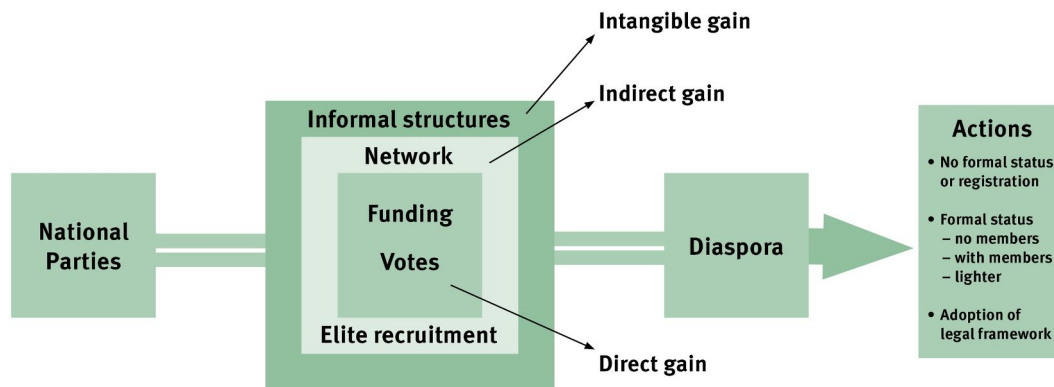 Intangible gain
Indirect gain
Informal structures
Network
Funding
Votes
Elite recruitment
Direct gain
National
Parties
Diaspora
Actions
• No formal status
or registration
• Formal status
– no members
– with members
– lighter
• Adoption of
legal framework